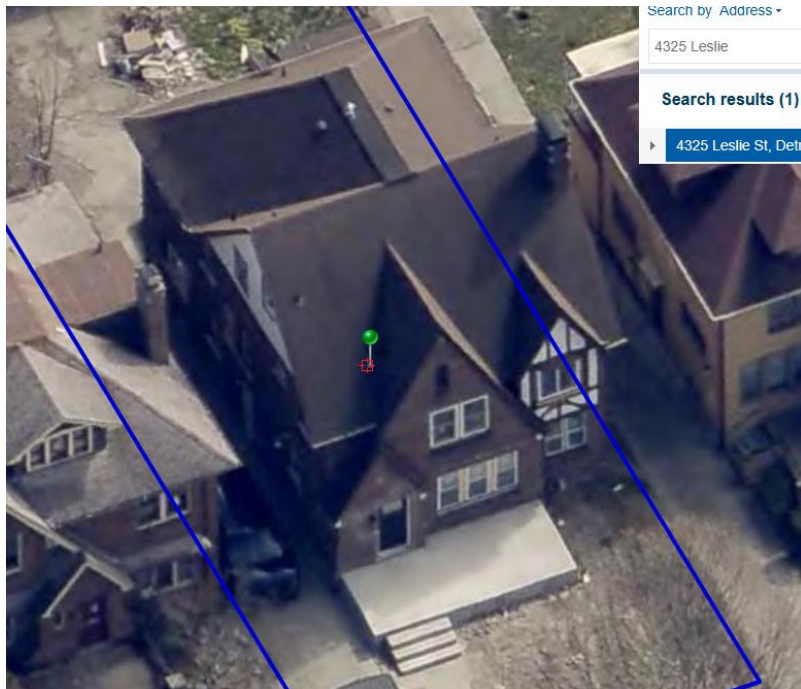 Search by Address
4325 Leslie
Search results (1)
4325 Leslie St, Detr